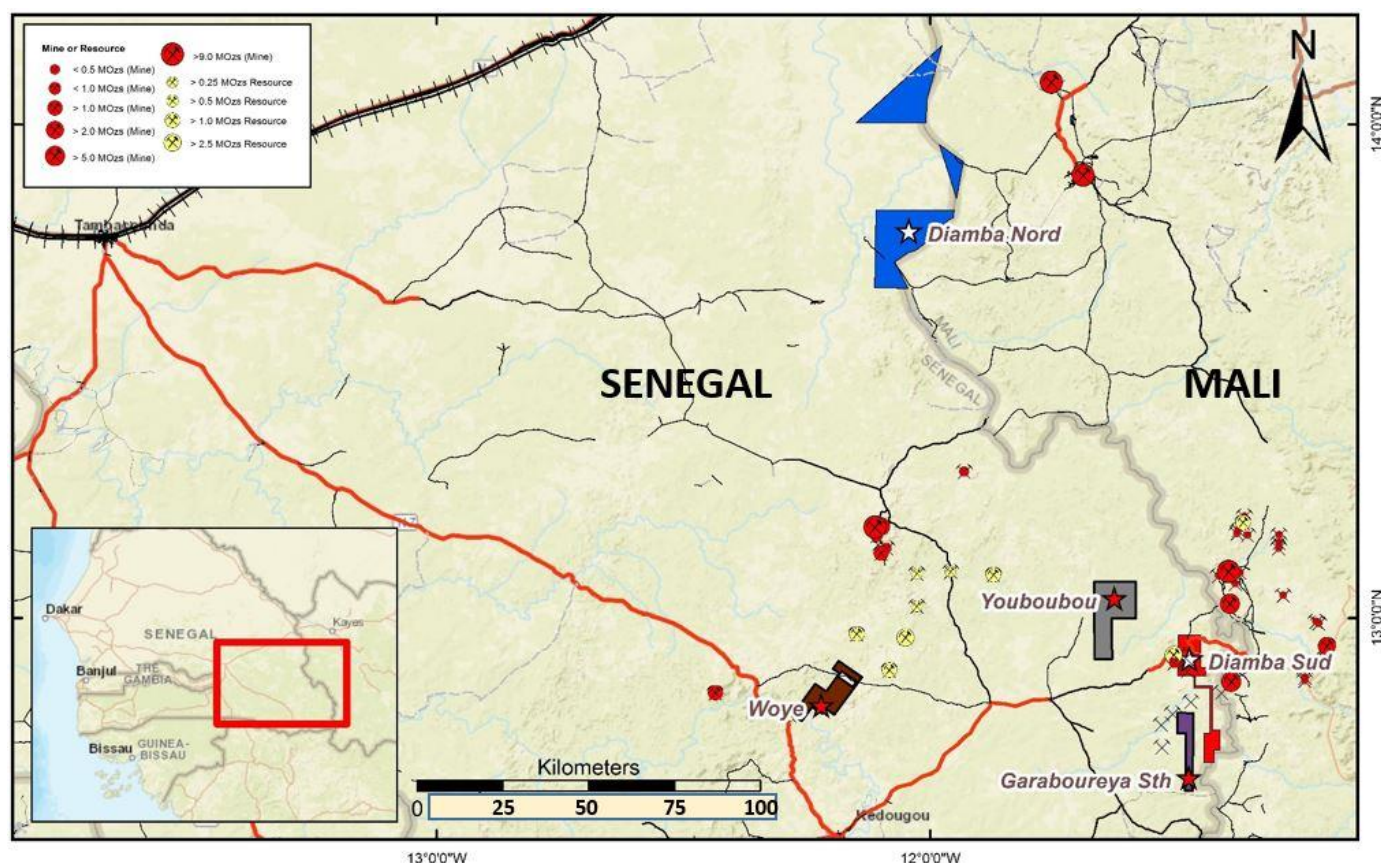 Mine or Resource
< 0.5 MOzs (Mine)
< 1.0 MOzs (Mine)
> 1.0 MOzs (Mine)
> 2.0 MOzs (Mine)
> 5.0 MOzs (Mine)
>9.0 MOzs (Mine)
> 0.25 MOzs Resource
> 0.5 MOzs Resource
> 1.0 MOzs Resource
> 2.5 MOzs Resource
N
14°0'0"N
Diamba Nord
MALI
SENEGAL
SENEGAL
MALI
Youboubou
13°0'0"N
Diamba Sud
Woye
Garaboureya Sth
Kedougou
Kilometers
0 25 50 75 100
Dakar
SENEGAL
Kayes
Banjul
THE
GAMBIA
Bissau
GUINEA-
BISSAU
13°0'0"W
12°0'0"W